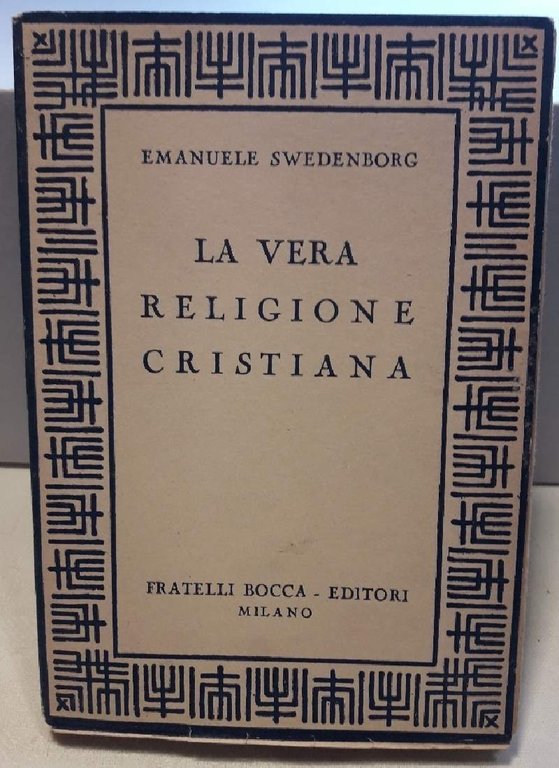 EMANUELE SWEDENBORG
LA VERA
RELIGIONE
CRISTIANA
FRATELLI BOCCA - EDITORI
MILANO